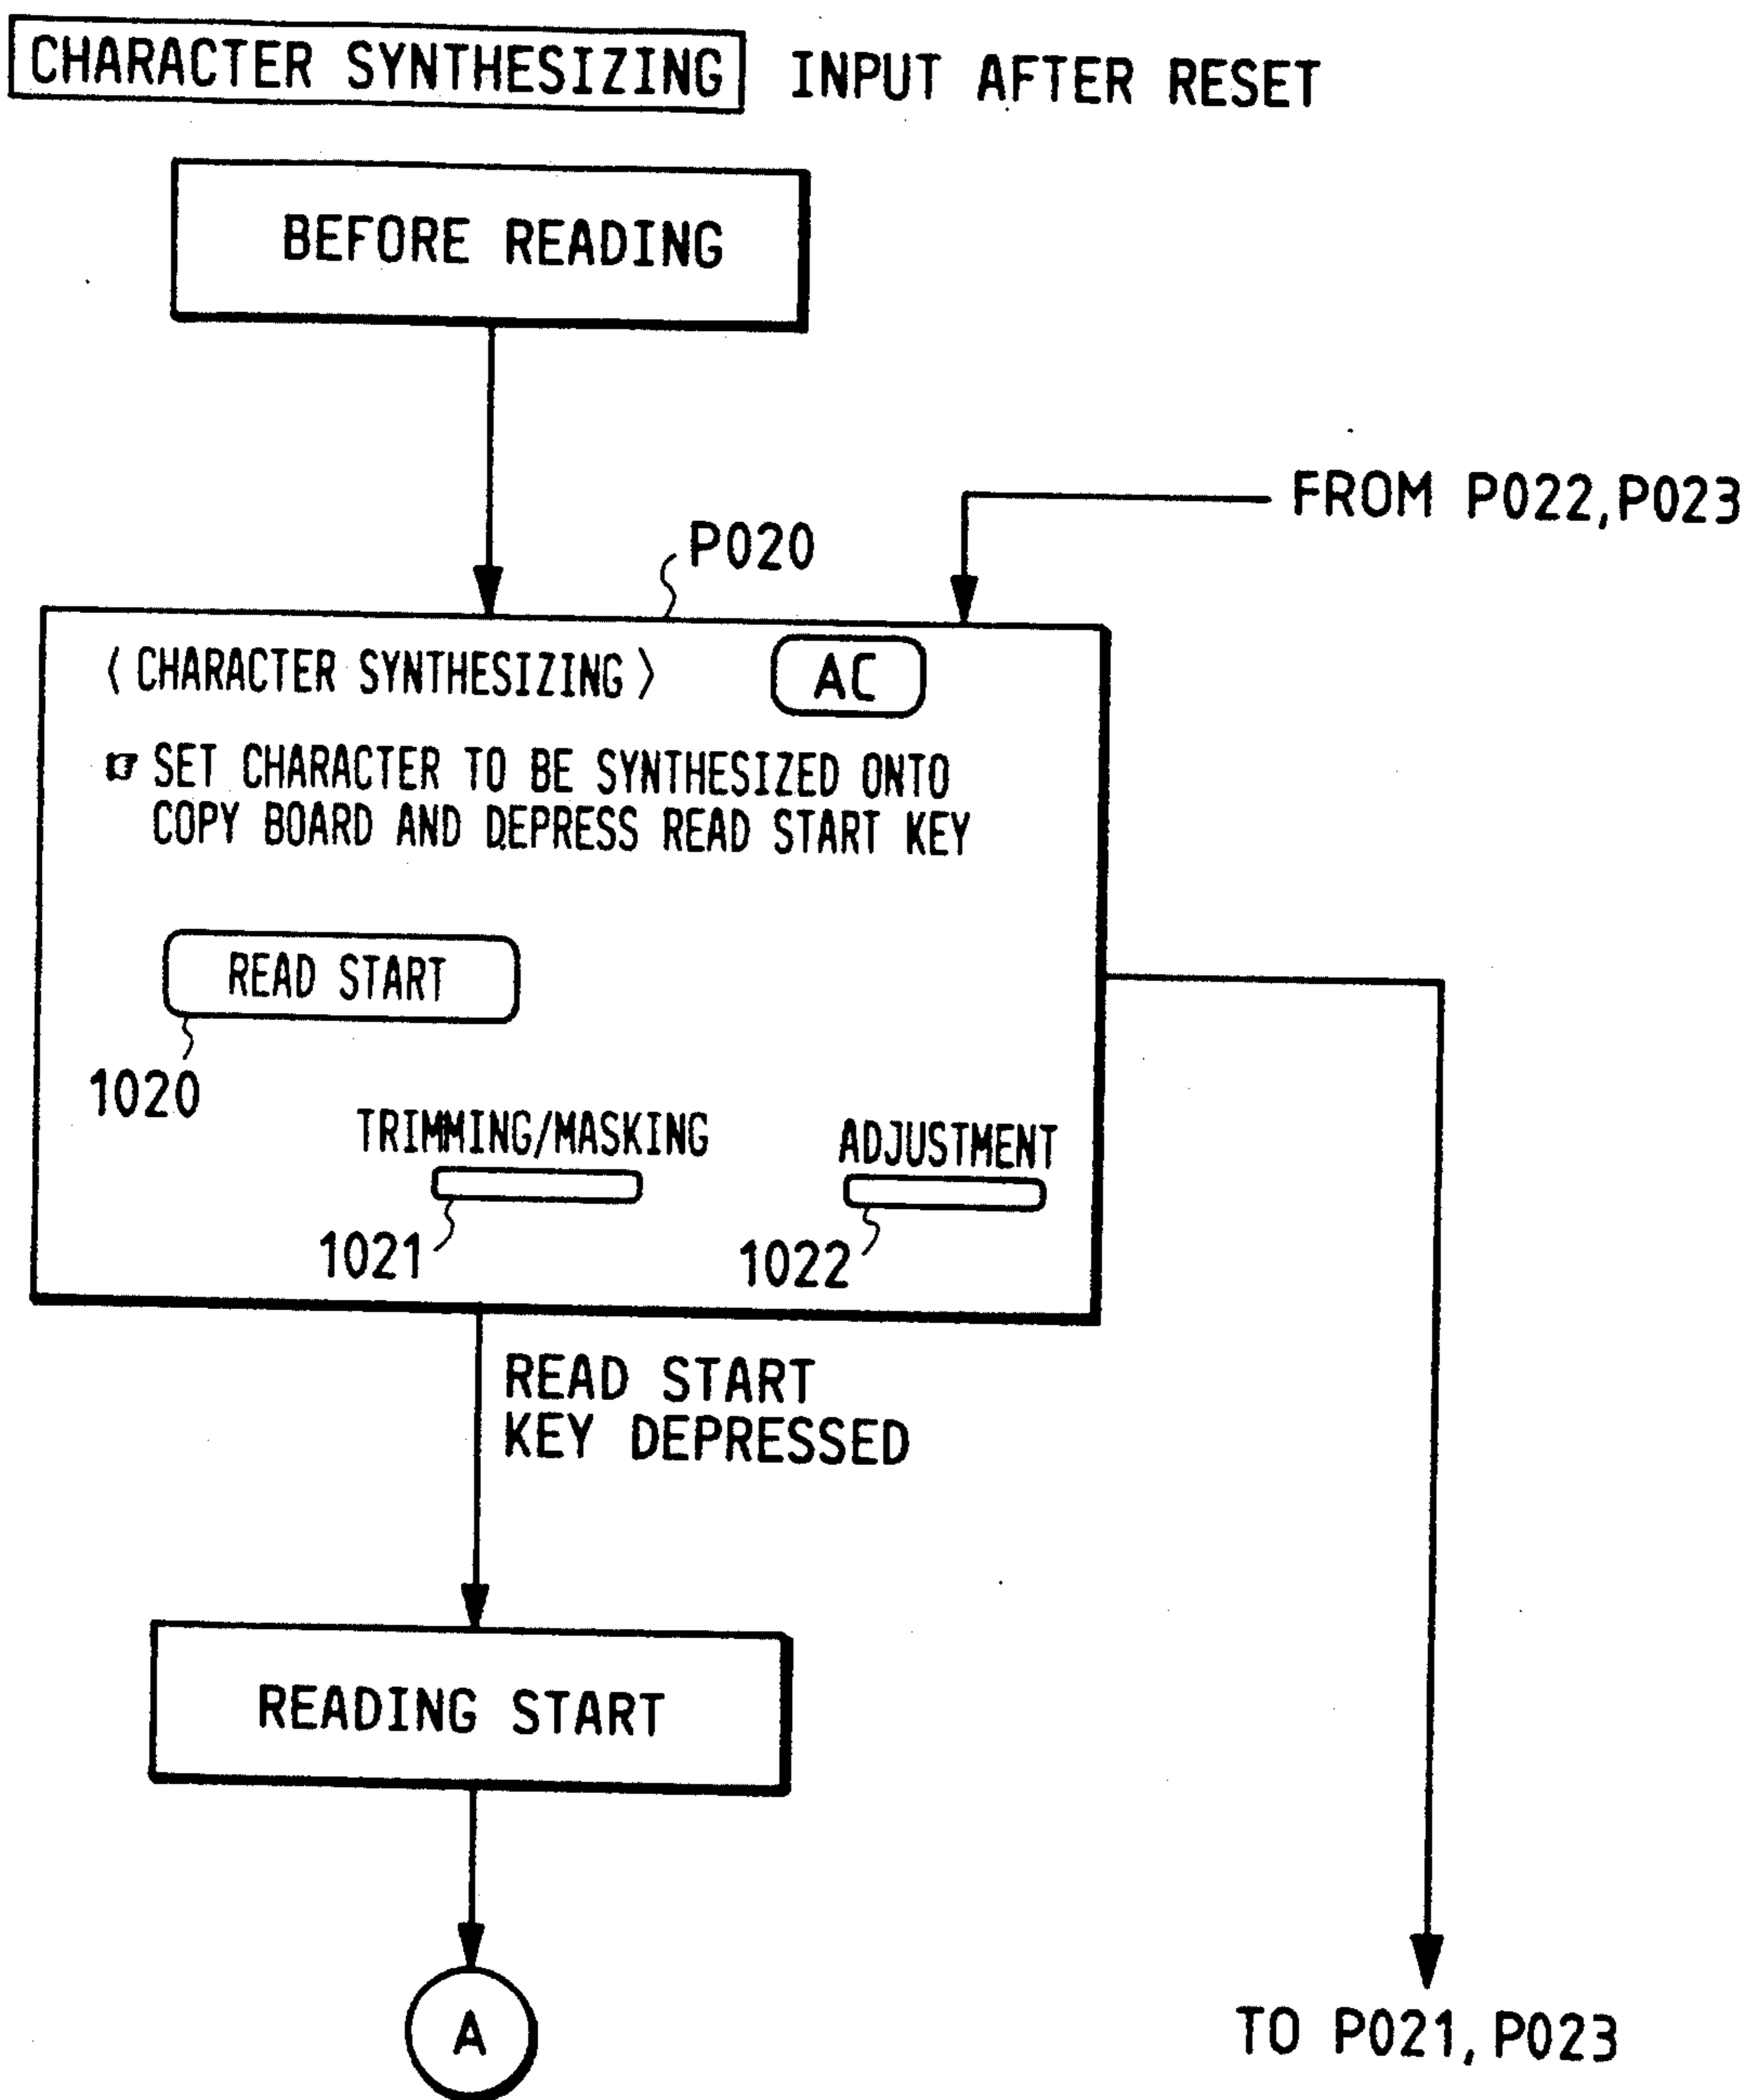 CHARACTER SYNTHESIZING INPUT AFTER RESET
BEFORE READING
FROM P022,P023
P020
〈 CHARACTER SYNTHESIZING 〉 AC
☞ SET CHARACTER TO BE SYNTHESIZED ONTO
COPY BOARD AND DEPRESS READ START KEY
READ START
1020
TRIMMING/MASKING ADJUSTMENT
1021 1022
READ START
KEY DEPRESSED
READING START
A
TO P021, P023